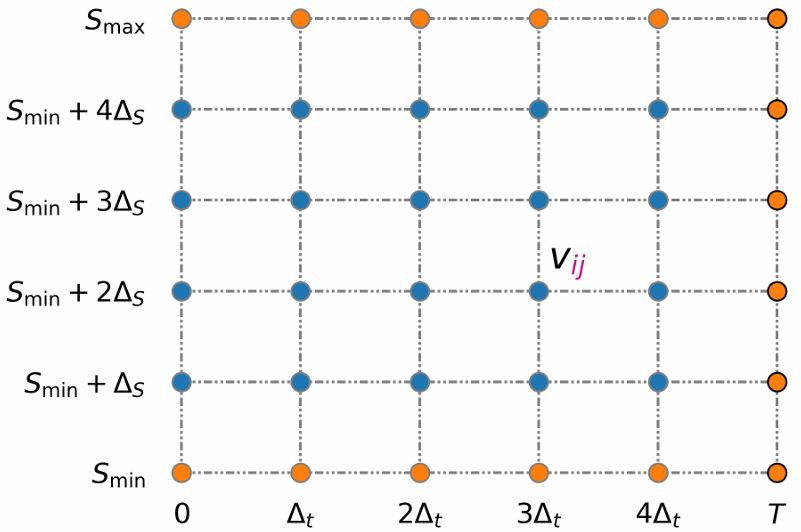 S_max
S_min + 4Δ_S
S_min + 3Δ_S
v_ij
S_min + 2Δ_S
S_min + Δ_S
S_min
0 Δ_t 2Δ_t 3Δ_t 4Δ_t T